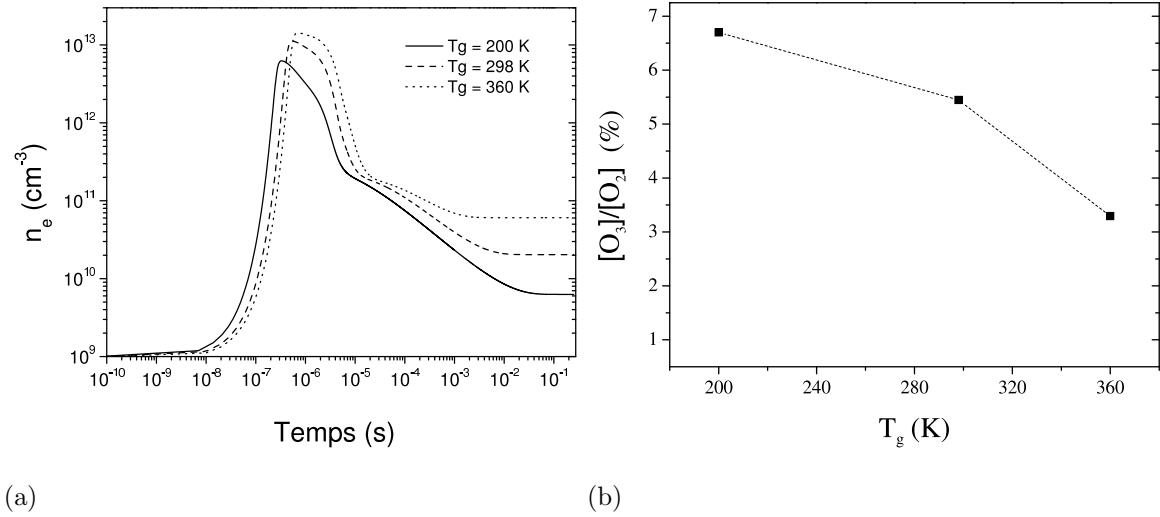 10^13
10^12
10^11
10^10
10^9
n_e (cm^-3)
Tg = 200 K
Tg = 298 K
Tg = 360 K
10^-10 10^-9 10^-8 10^-7 10^-6 10^-5 10^-4 10^-3 10^-2 10^-1
Temps (s)
(a)
7
6
5
4
3
2
1
[O_3]/[O_2] (%)
200 240 280 320 360
T_g (K)
(b)